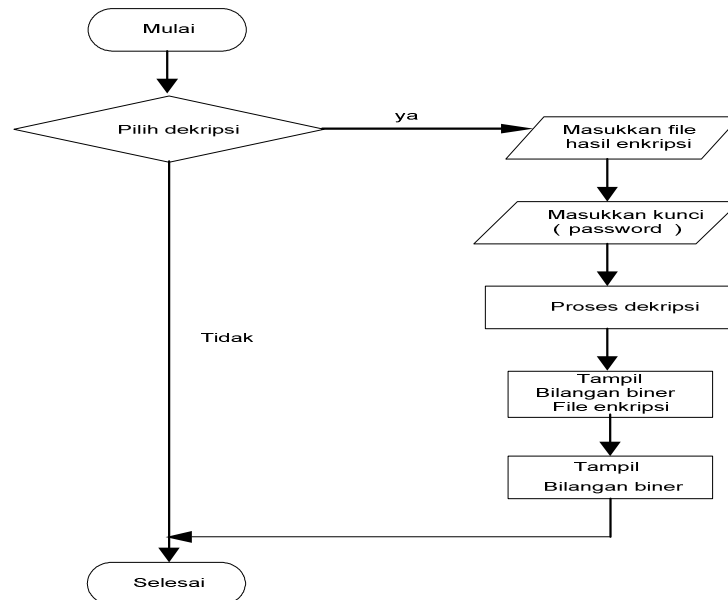 Mulai
Pilih dekripsi
ya
Masukkan file
hasil enkripsi
Masukkan kunci
( password )
Proses dekripsi
Tidak
Tampil
Bilangan biner
File enkripsi
Tampil
Bilangan biner
Selesai